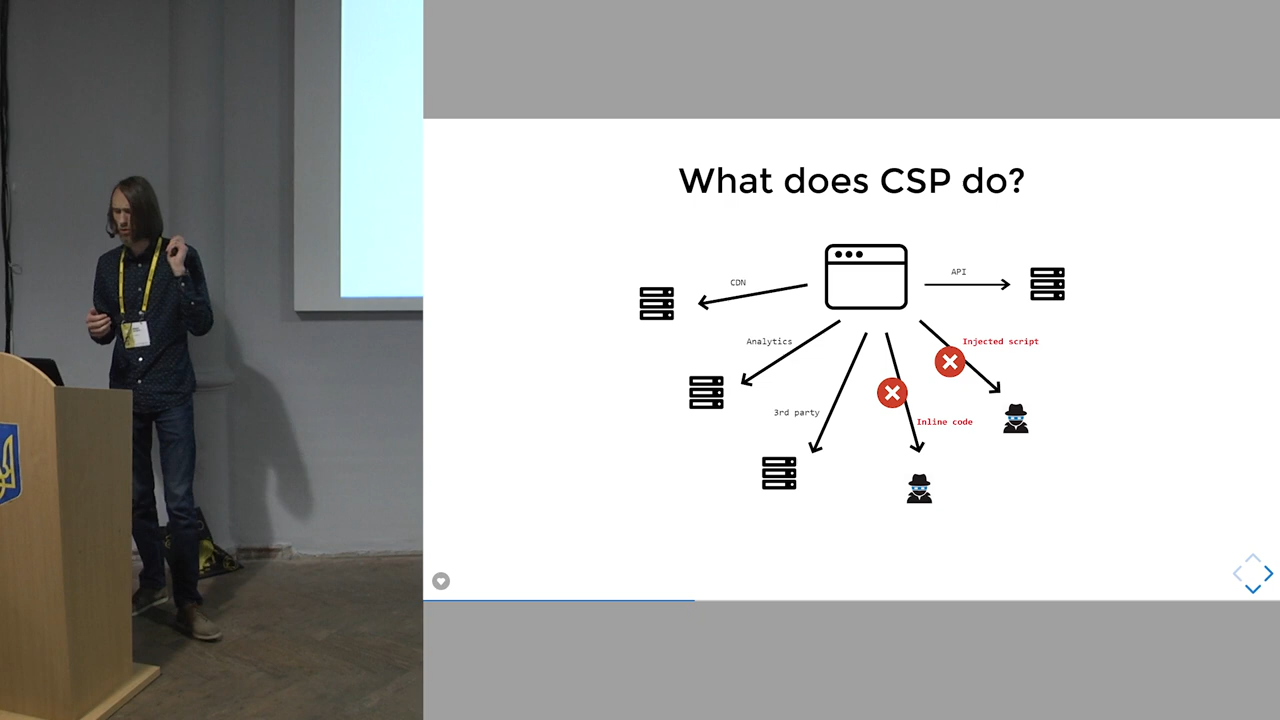 What does CSP do?
CDN
API
Analytics
Injected script
3rd party
Inline code